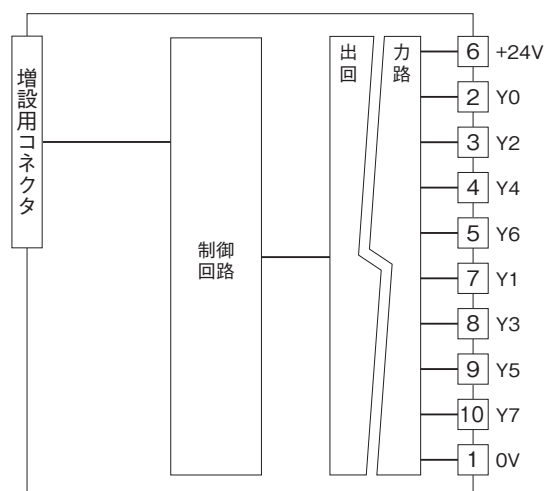 増設用コネクタ
制御
回路
出力
回路
6 +24V
2 Y0
3 Y2
4 Y4
5 Y6
7 Y1
8 Y3
9 Y5
10 Y7
1 0V